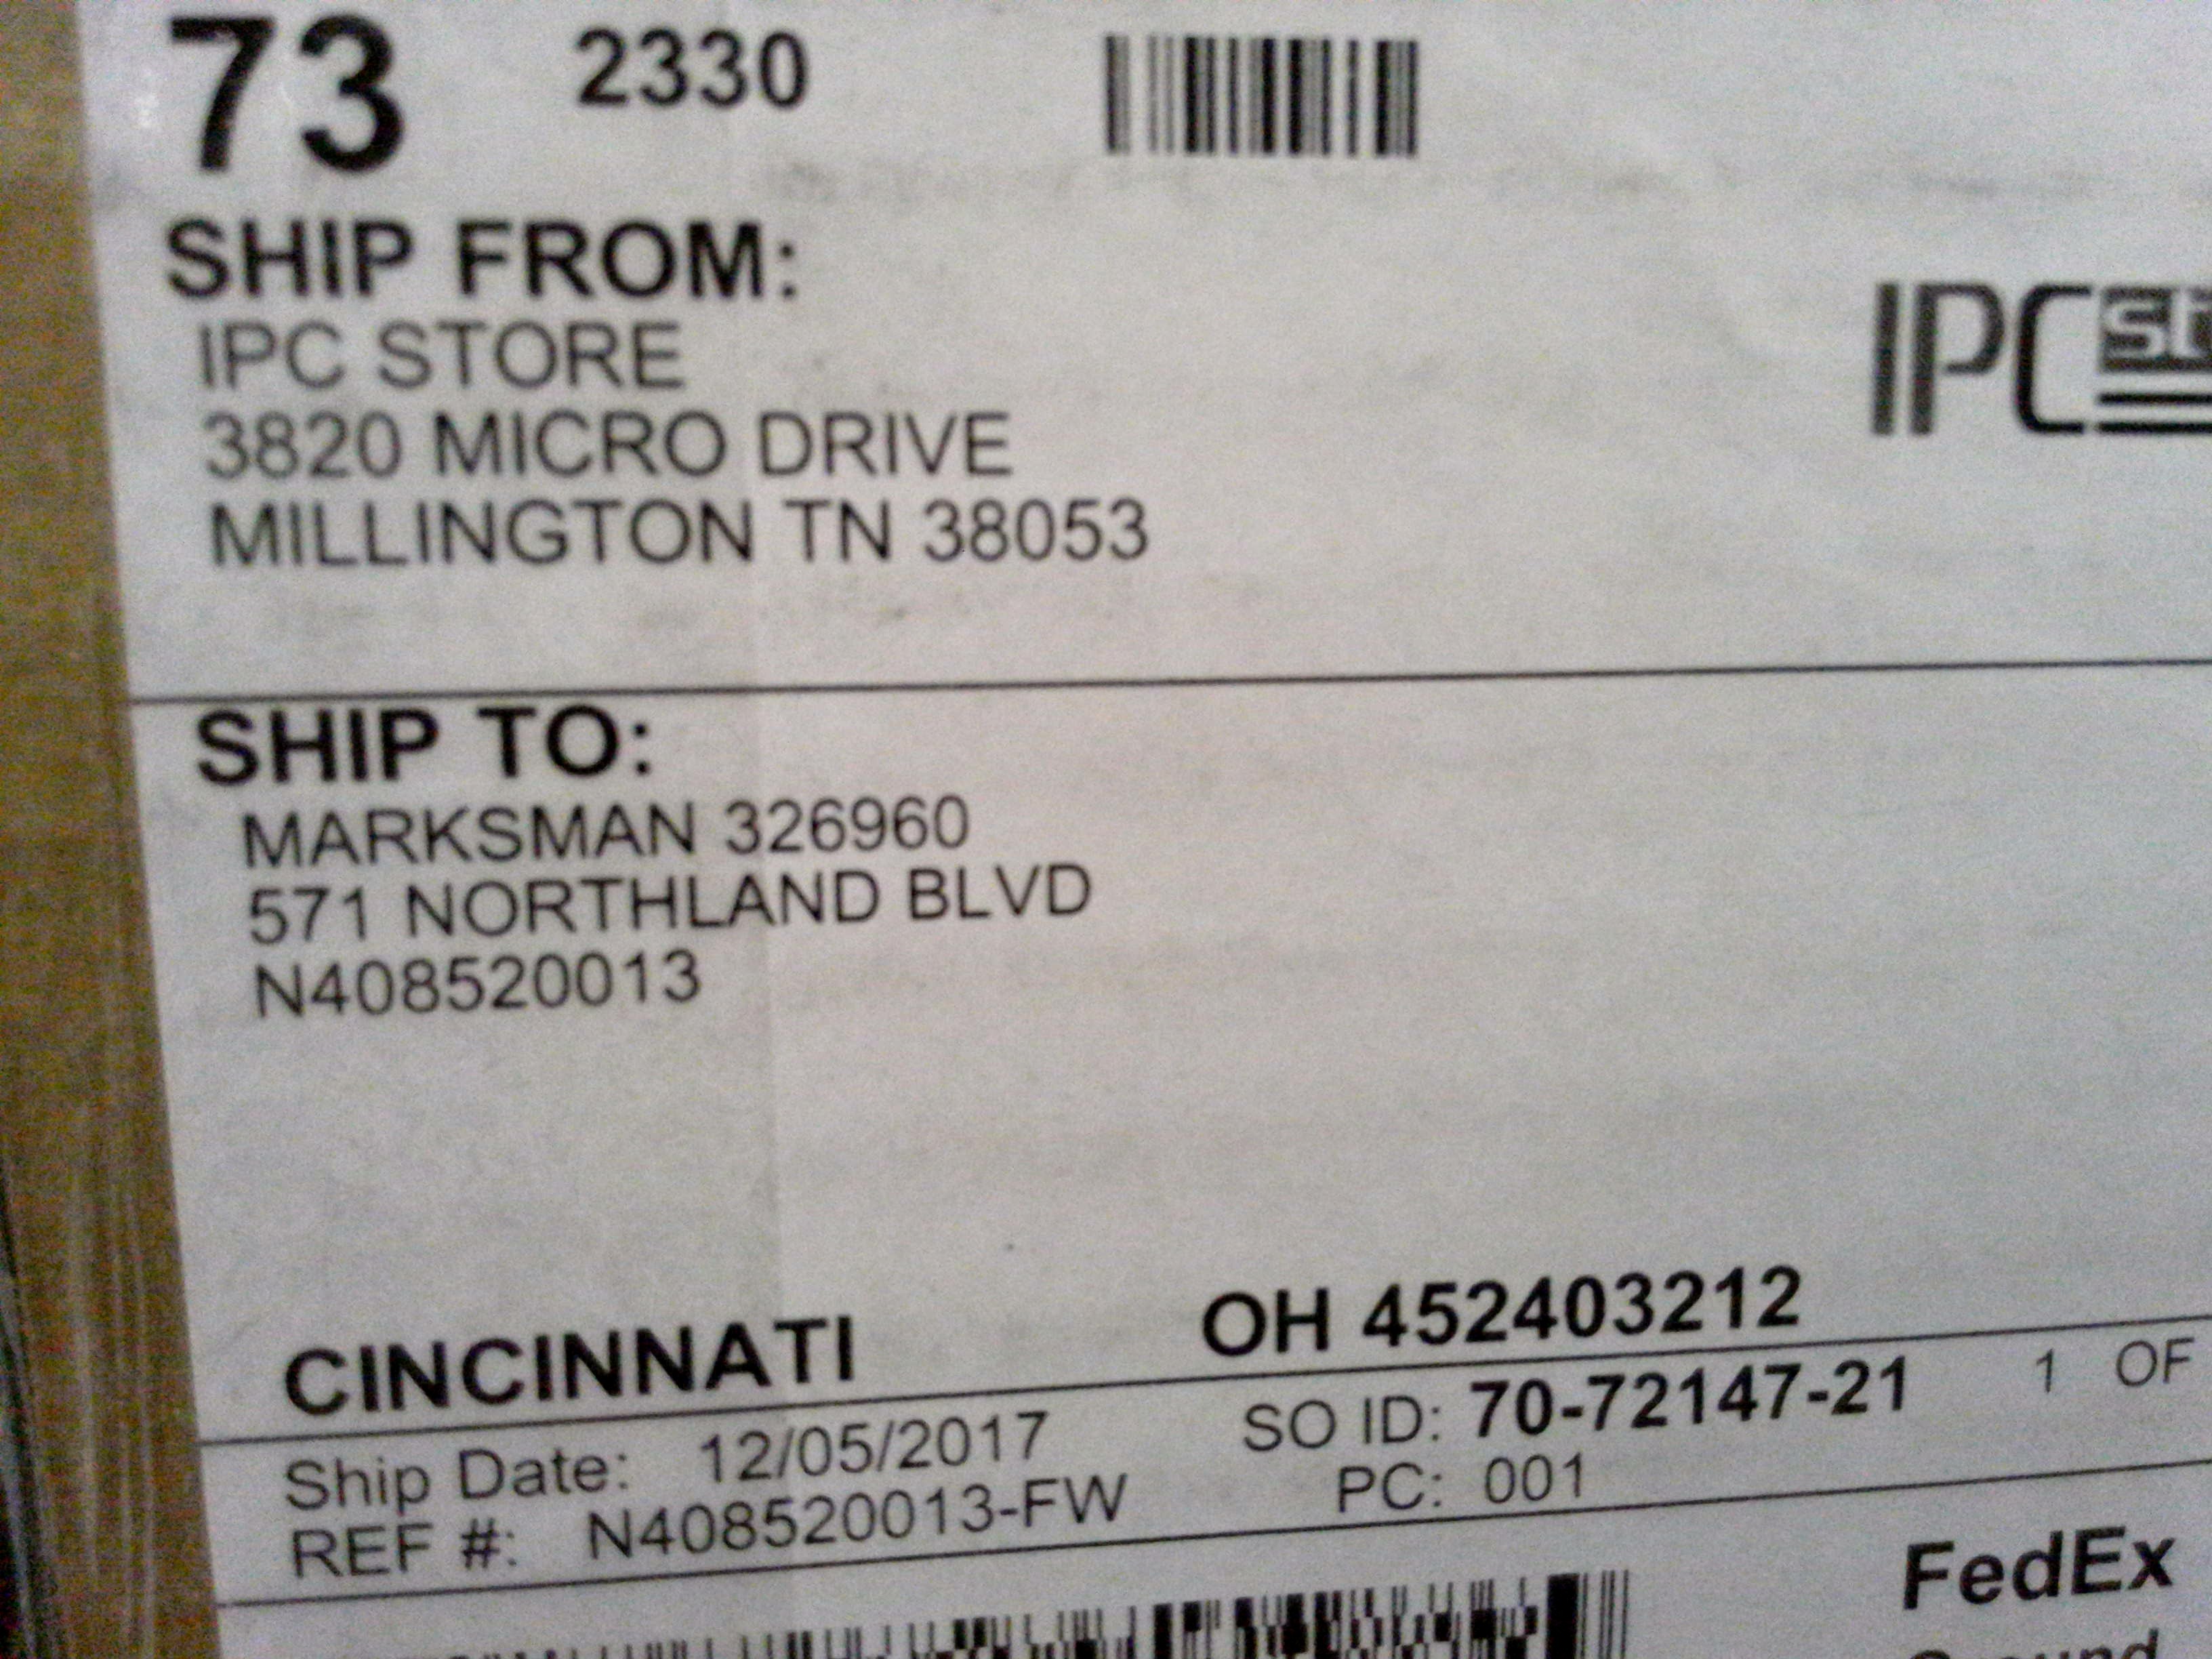 73 2330
SHIP FROM:
IPC STORE
3820 MICRO DRIVE
MILLINGTON TN 38053
IPC
SHIP TO:
MARKSMAN 326960
571 NORTHLAND BLVD
N408520013
CINCINNATI OH 452403212
Ship Date: 12/05/2017 SO ID: 70-72147-21 1 OF
REF #: N408520013-FW PC: 001
FedEx